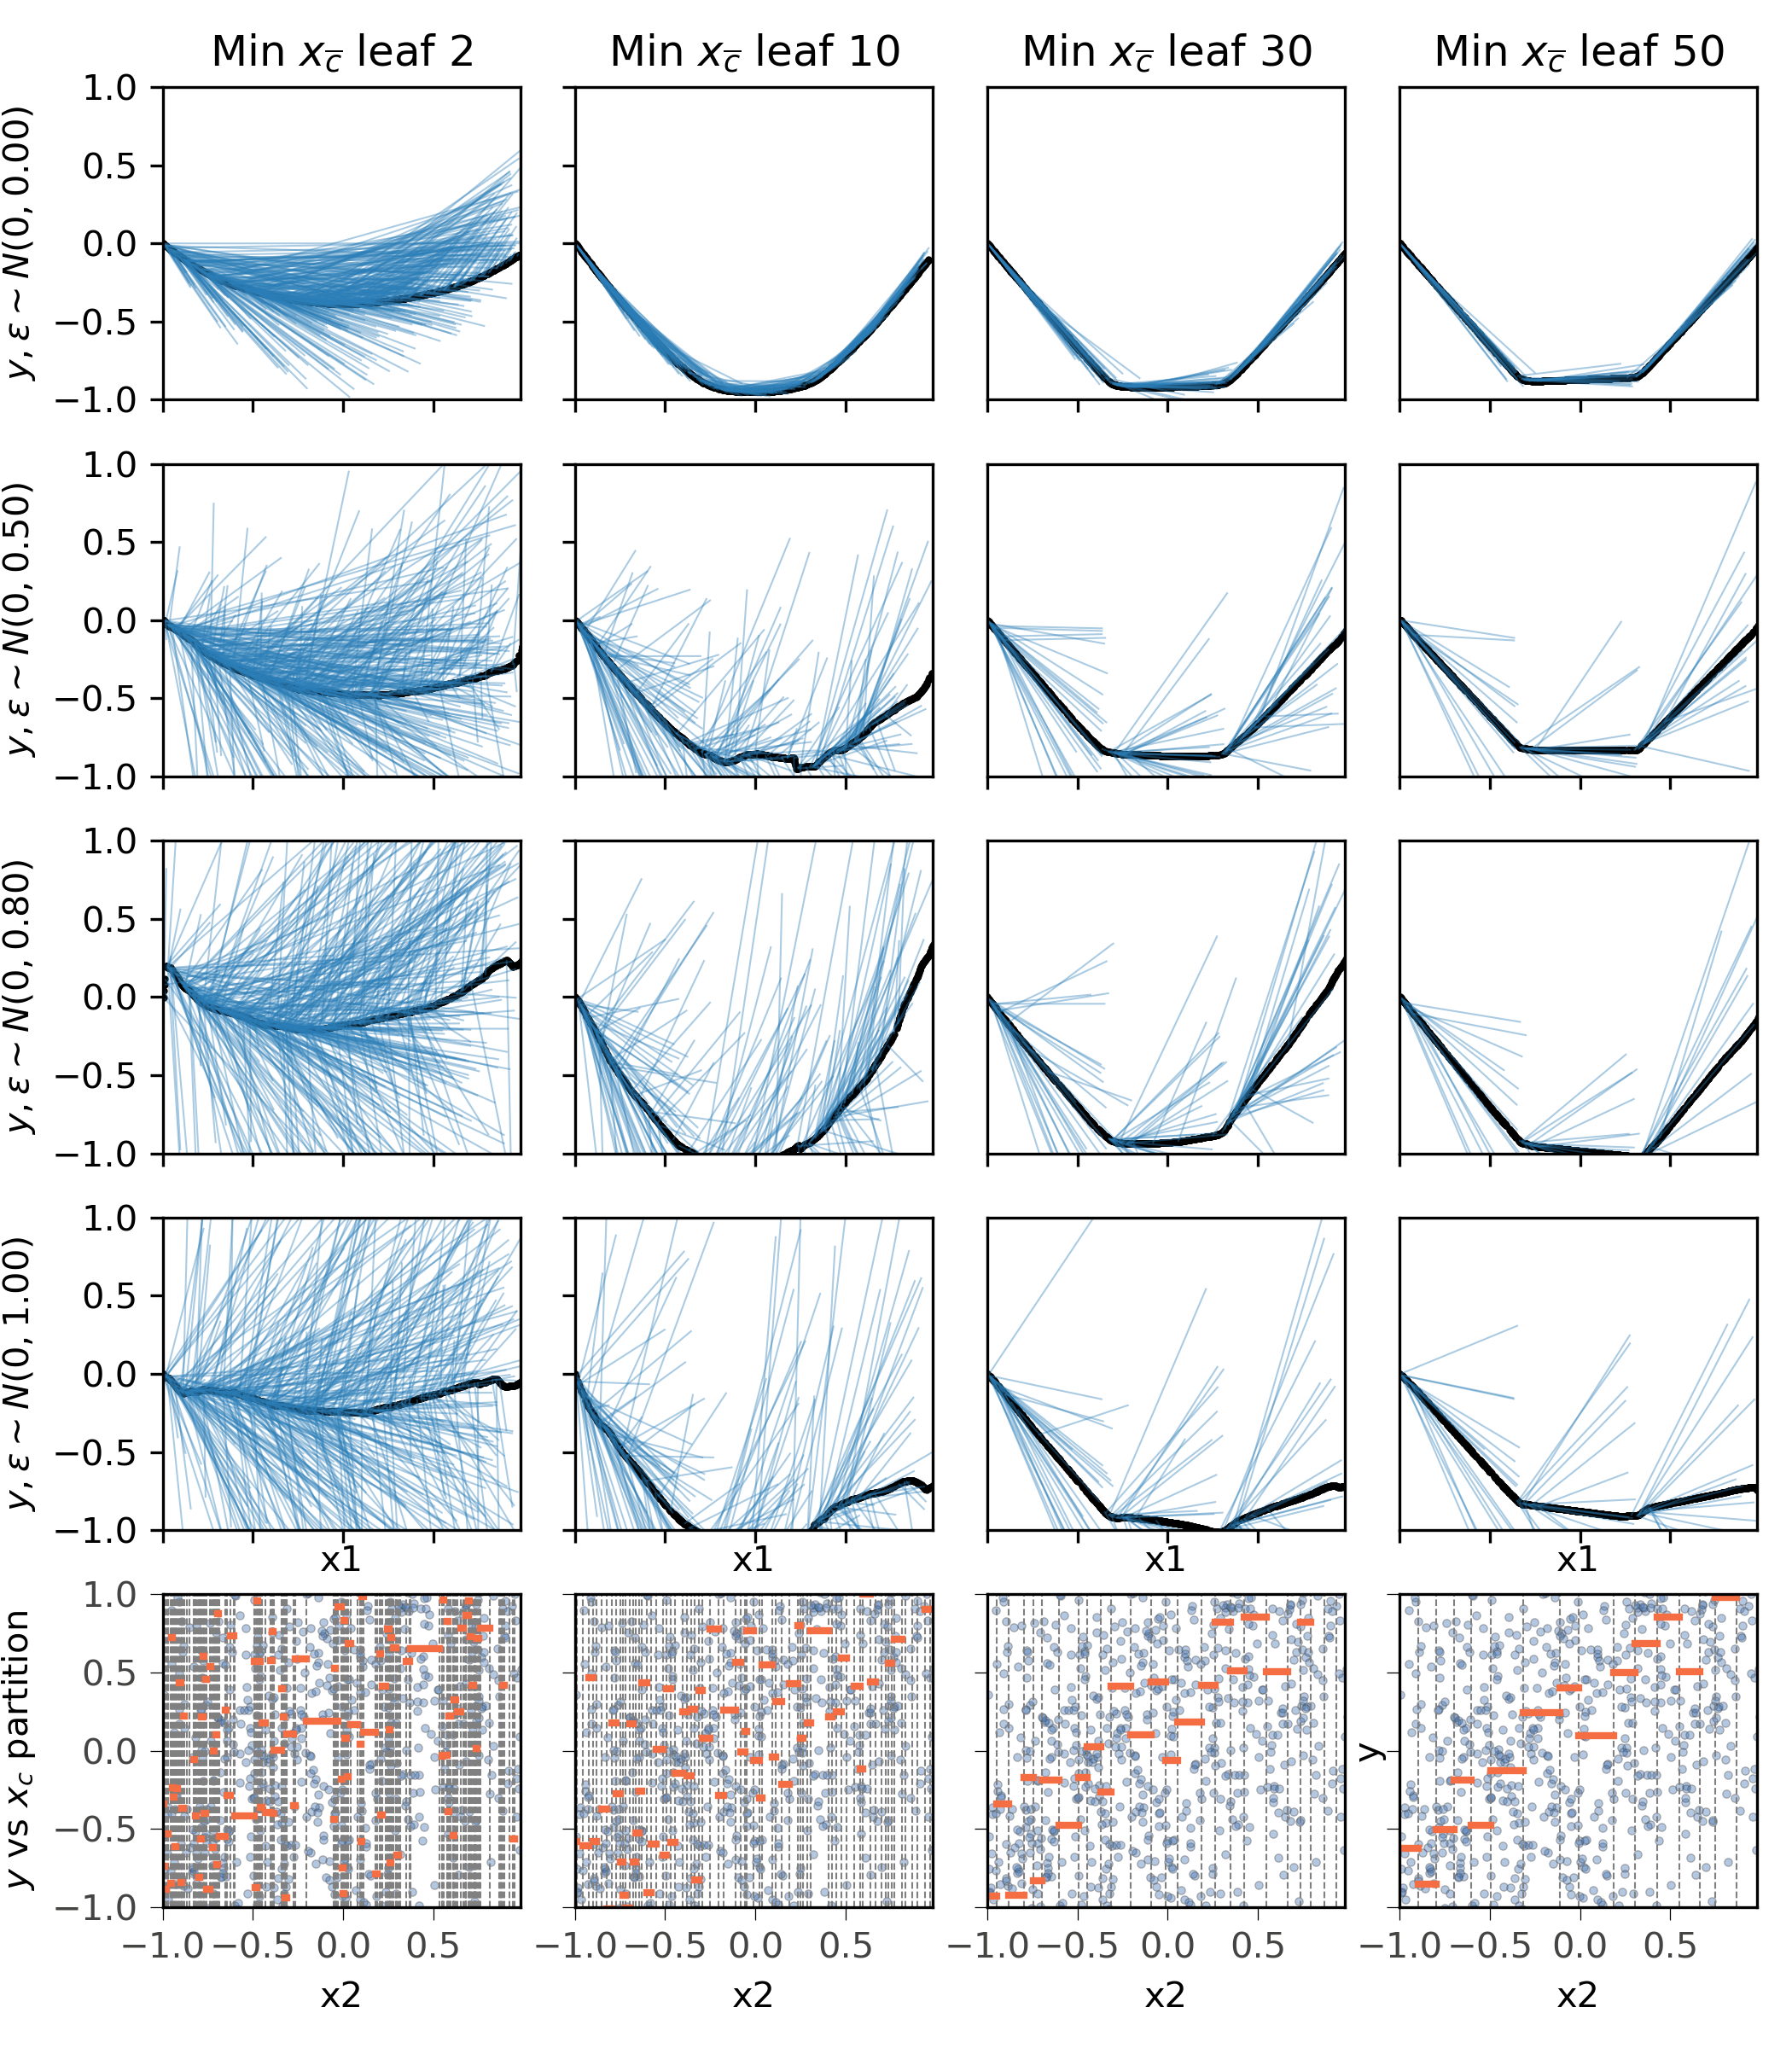 Min x_c̅ leaf 2 Min x_c̅ leaf 10 Min x_c̅ leaf 30 Min x_c̅ leaf 50
y, ε ~ N(0, 0.00)
1.0
0.5
0.0
−0.5
−1.0
y, ε ~ N(0, 0.50)
1.0
0.5
0.0
−0.5
−1.0
y, ε ~ N(0, 0.80)
1.0
0.5
0.0
−0.5
−1.0
y, ε ~ N(0, 1.00)
1.0
0.5
0.0
−0.5
−1.0
x1 x1 x1 x1
y vs x_c partition
1.0
0.5
0.0
−0.5
−1.0
y
−1.0 −0.5 0.0 0.5 −1.0 −0.5 0.0 0.5 −1.0 −0.5 0.0 0.5 −1.0 −0.5 0.0 0.5
x2 x2 x2 x2